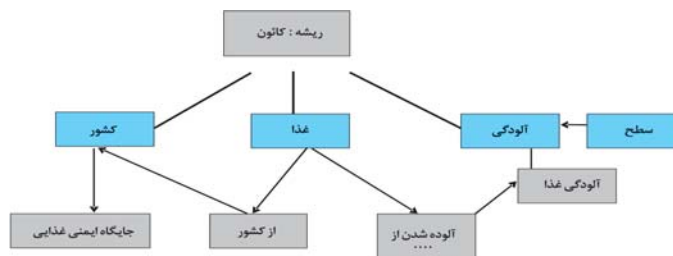 ریشه : کانون
کشور
غذا
آلودگی
سطح
آلودگی غذا
جایگاه ایمنی غذایی
از کشور
آلوده شدن از
....